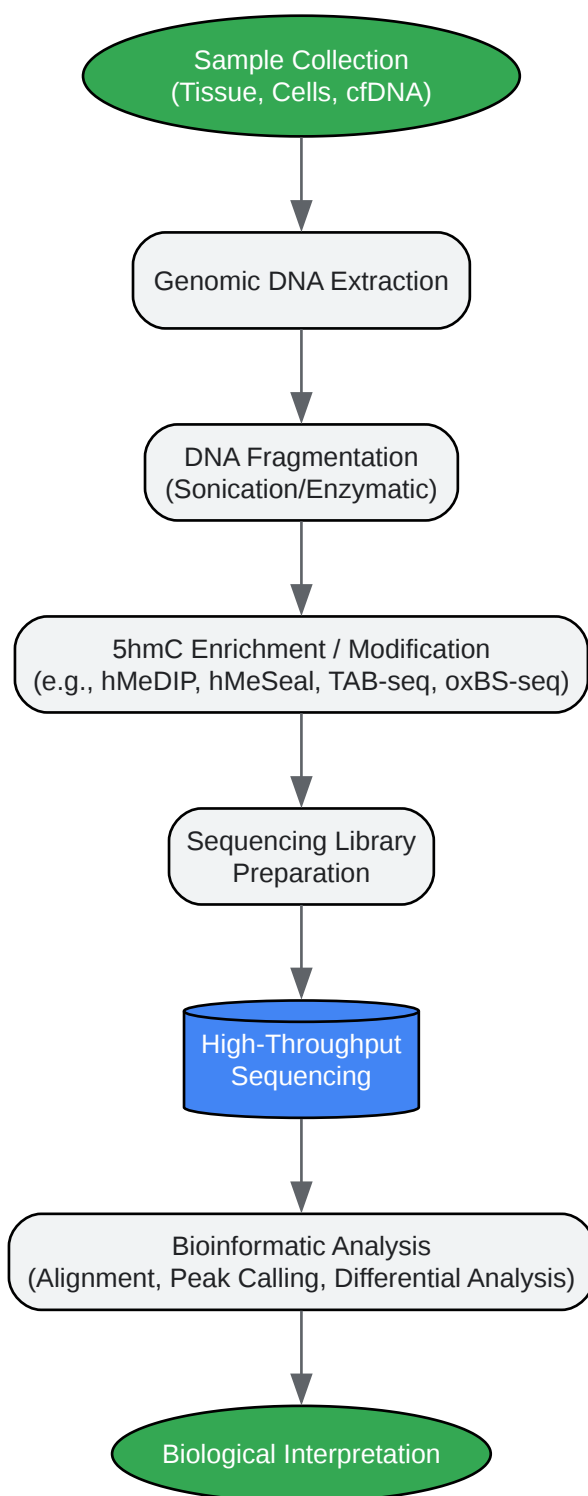 Sample Collection
(Tissue, Cells, cfDNA)
Genomic DNA Extraction
DNA Fragmentation
(Sonication/Enzymatic)
5hmC Enrichment / Modification
(e.g., hMeDIP, hMeSeal, TAB-seq, oxBS-seq)
Sequencing Library
Preparation
High-Throughput
Sequencing
Bioinformatic Analysis
(Alignment, Peak Calling, Differential Analysis)
Biological Interpretation